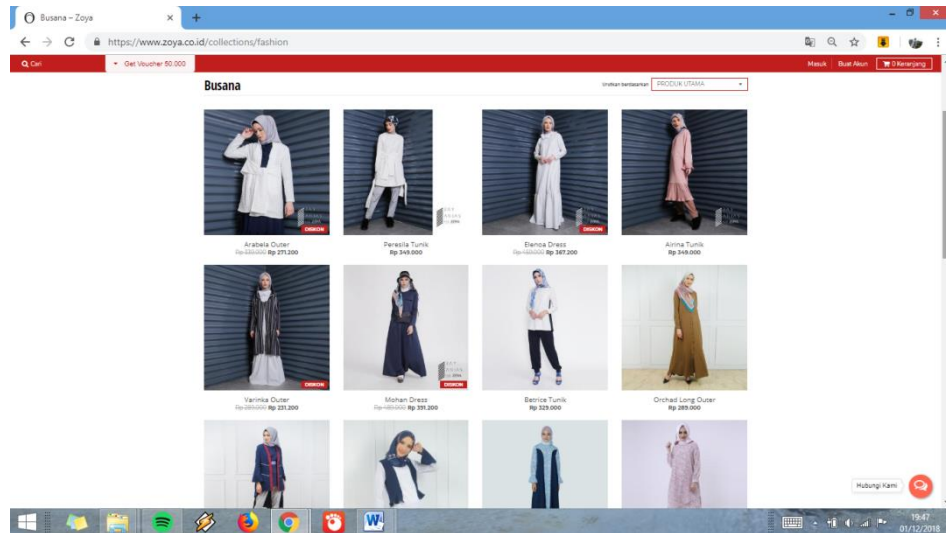 Busana – Zoya
https://www.zoya.co.id/collections/fashion
Cari
Get Voucher 50.000
Masuk
Buat Akun
0 Keranjang
Busana
Urutkan berdasarkan
PRODUK UTAMA
DISKON
DISKON
Arabela Outer
Rp 271.200
Peresila Tunik
Rp 349.000
Elenoa Dress
Rp 367.200
Airina Tunik
Rp 349.000
DISKON
DISKON
Varinka Outer
Rp 231.200
Mohan Dress
Rp 391.200
Betrice Tunik
Rp 329.000
Orchad Long Outer
Rp 289.000
Hubungi Kami
19:47
01/12/2018